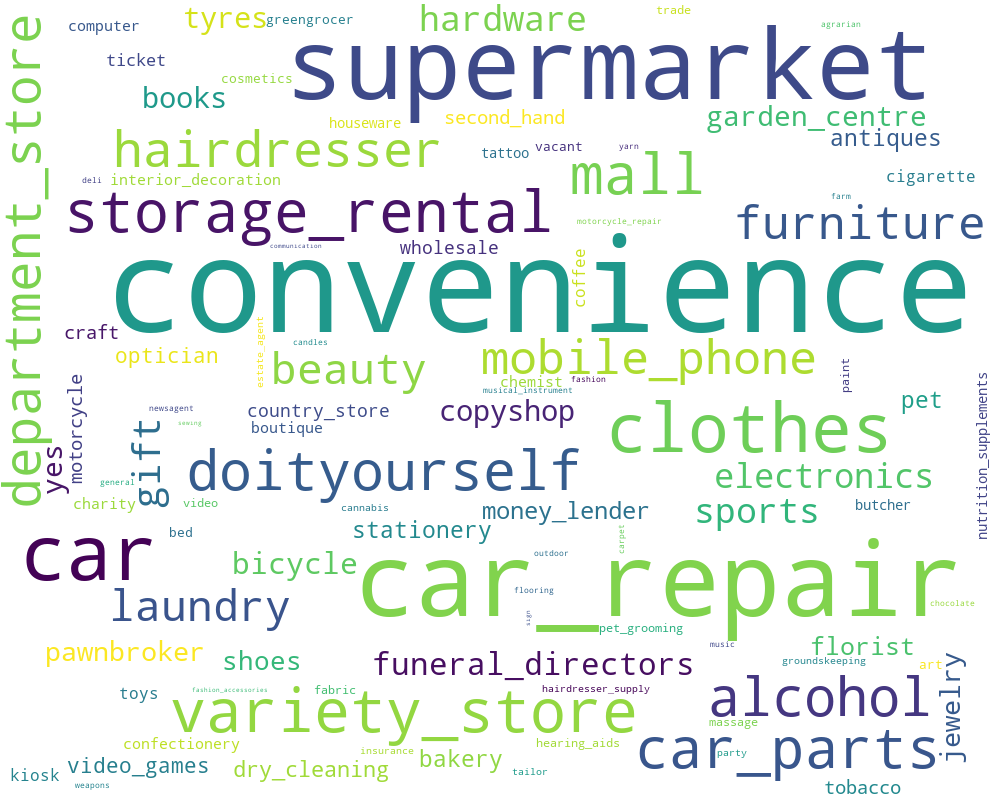 department_store
computer
tyres
greengrocer
hardware
trade
agrarian
supermarket
ticket
cosmetics
books
houseware
second_hand
garden_centre
hairdresser
tattoo
vacant
yarn
antiques
deli
interior_decoration
mall
cigarette
storage_rental
farm
motorcycle_repair
furniture
communication
wholesale
convenience
coffee
craft
optician
estate_agent
candles
beauty
mobile_phone
chemist
fashion
paint
musical_instrument
motorcycle
newsagent
country_store
copyshop
clothes
pet
nutrition_supplements
sewing
boutique
yes
gift
doityourself
electronics
general
charity
video
cannabis
money_lender
sports
butcher
car
bed
stationery
carpet
bicycle
outdoor
car_repair
flooring
laundry
chocolate
sign
pet_grooming
pawnbroker
shoes
funeral_directors
music
florist
groundskeeping
art
jewelry
toys
fashion_accessories
fabric
hairdresser_supply
variety_store
alcohol
massage
confectionery
insurance
hearing_aids
car_parts
party
kiosk
video_games
dry_cleaning
bakery
tailor
weapons
tobacco